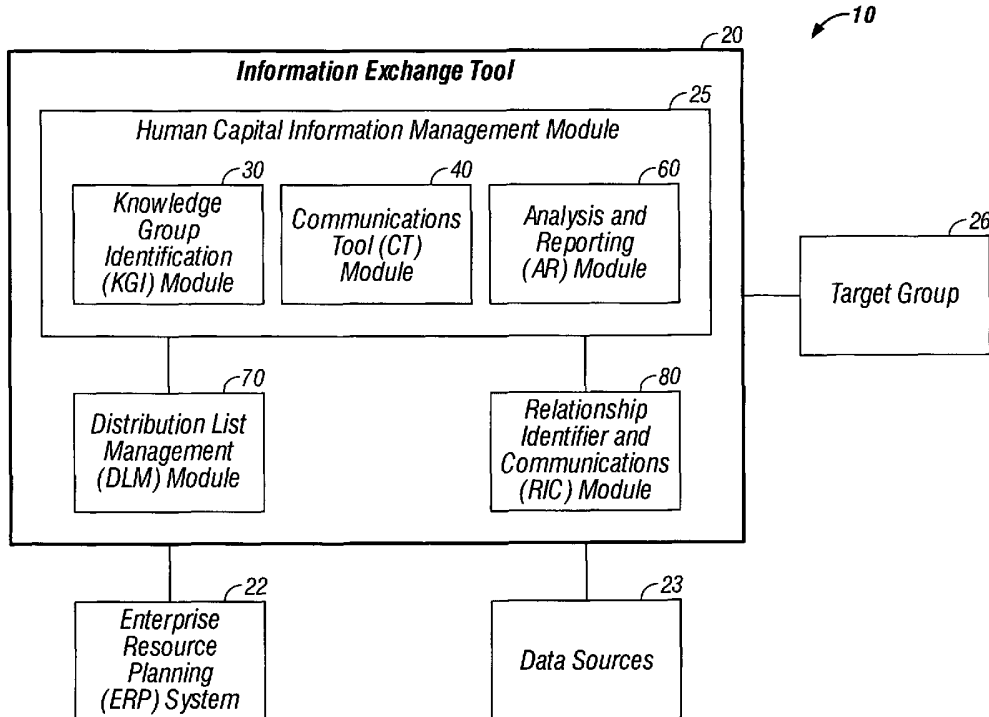 10
20
Information Exchange Tool
25
Human Capital Information Management Module
30
Knowledge
Group
Identification
(KGI) Module
40
Communications
Tool (CT)
Module
60
Analysis and
Reporting
(AR) Module
26
Target Group
70
Distribution List
Management
(DLM) Module
80
Relationship
Identifier and
Communications
(RIC) Module
22
Enterprise
Resource
Planning
(ERP) System
23
Data Sources